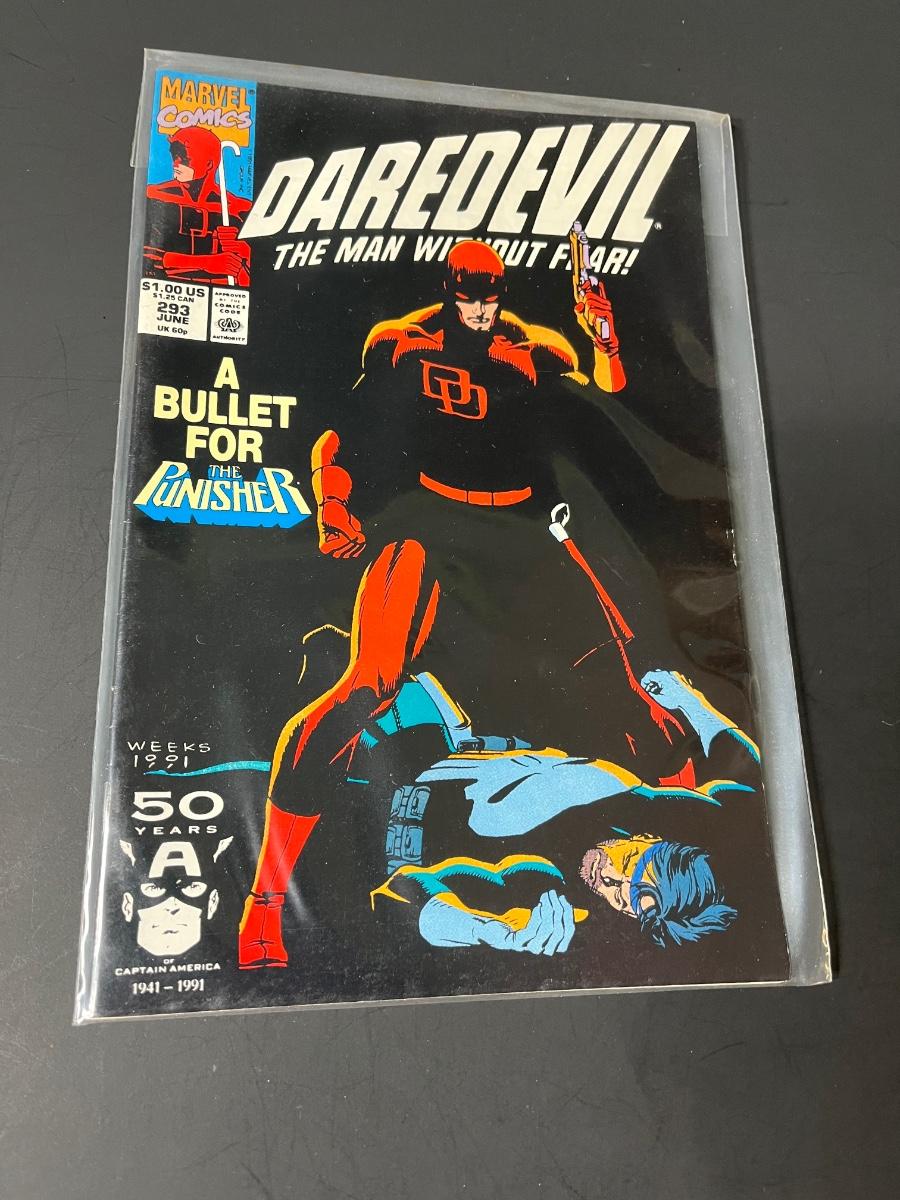 MARVEL
COMICS
DAREDEVIL®
THE MAN WITHOUT FEAR!
$1.00 US
$1.25 CAN
293
JUNE
UK 60p
APPROVED
BY THE
COMICS
CODE
AUTHORITY
A
BULLET
FOR
THE
PUNISHER
DD
WEEKS
1991
50
YEARS
A
OF
CAPTAIN AMERICA
1941 – 1991